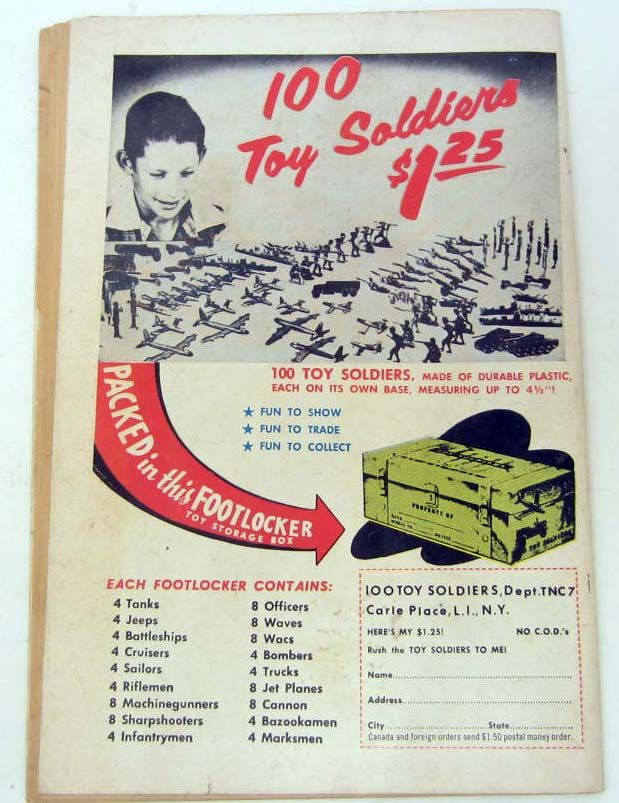 100
Toy Soldiers
$1.25
100 TOY SOLDIERS, MADE OF DURABLE PLASTIC,
EACH ON ITS OWN BASE, MEASURING UP TO 4½"!
★ FUN TO SHOW
★ FUN TO TRADE
★ FUN TO COLLECT
PACKED in this FOOTLOCKER
TOY STORAGE BOX
PROPERTY OF
EACH FOOTLOCKER CONTAINS:
4 Tanks
4 Jeeps
4 Battleships
4 Cruisers
4 Sailors
4 Riflemen
8 Machinegunners
8 Sharpshooters
4 Infantrymen
8 Officers
8 Waves
8 Wacs
4 Bombers
4 Trucks
8 Jet Planes
8 Cannon
4 Bazookamen
4 Marksmen
100 TOY SOLDIERS, Dept. TNC7
Carle Place, L.I., N.Y.
HERE'S MY $1.25! NO C.O.D.'s
Rush the TOY SOLDIERS TO ME!
Name
Address
City State
Canada and foreign orders send $1.50 postal money order.